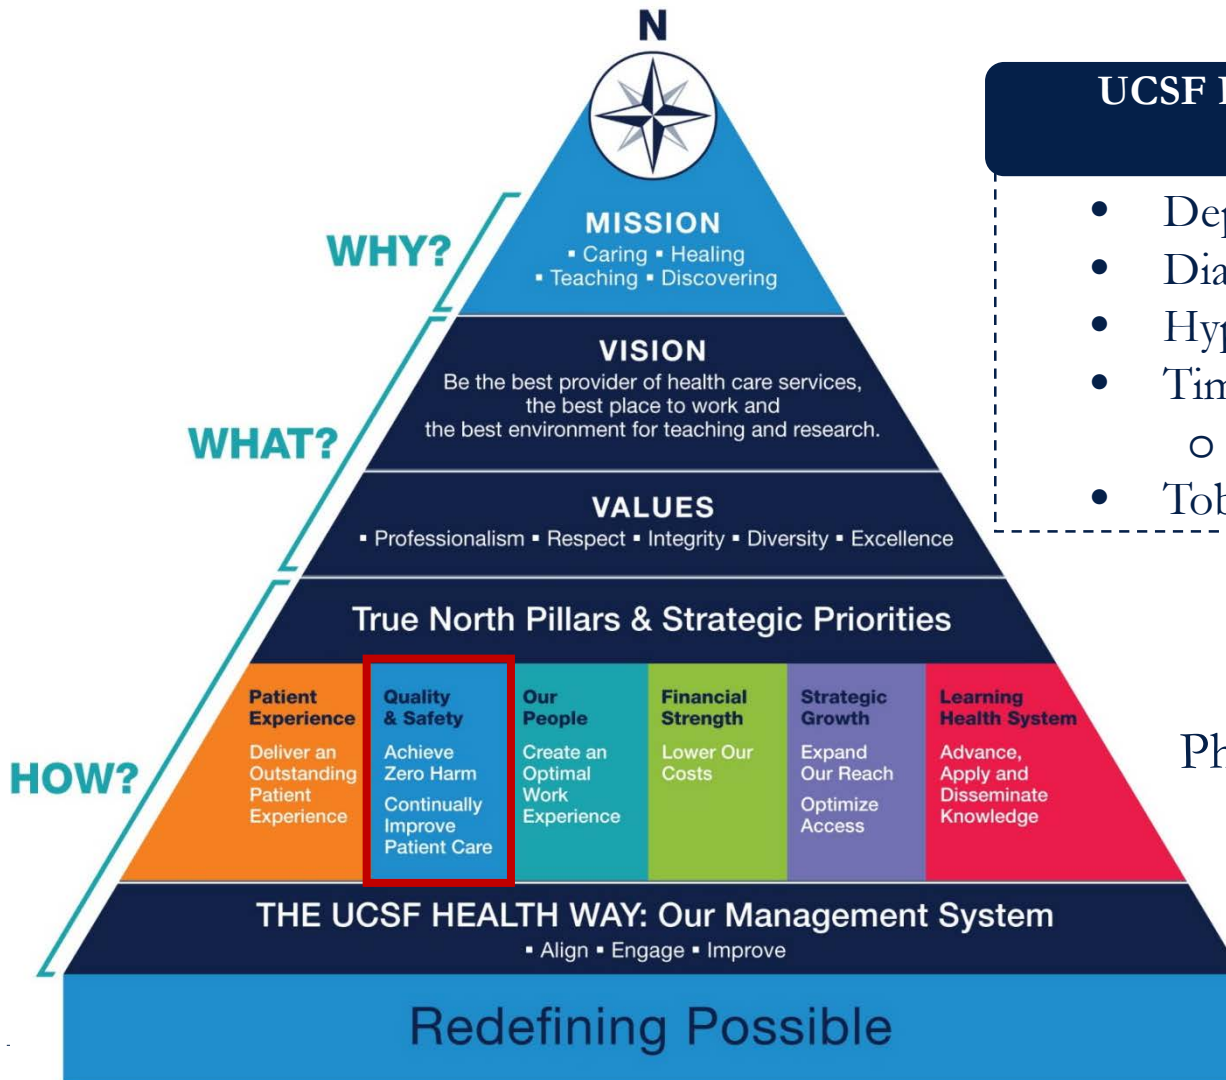 N
WHY?
MISSION
▪ Caring ▪ Healing
▪ Teaching ▪ Discovering
WHAT?
VISION
Be the best provider of health care services,
the best place to work and
the best environment for teaching and research.
VALUES
▪ Professionalism ▪ Respect ▪ Integrity ▪ Diversity ▪ Excellence
HOW?
True North Pillars & Strategic Priorities
Patient
Experience
Deliver an
Outstanding
Patient
Experience
Quality
& Safety
Achieve
Zero Harm
Continually
Improve
Patient Care
Our
People
Create an
Optimal
Work
Experience
Financial
Strength
Lower Our
Costs
Strategic
Growth
Expand
Our Reach
Optimize
Access
Learning
Health System
Advance,
Apply and
Disseminate
Knowledge
THE UCSF HEALTH WAY: Our Management System
▪ Align ▪ Engage ▪ Improve
Redefining Possible
UCSF